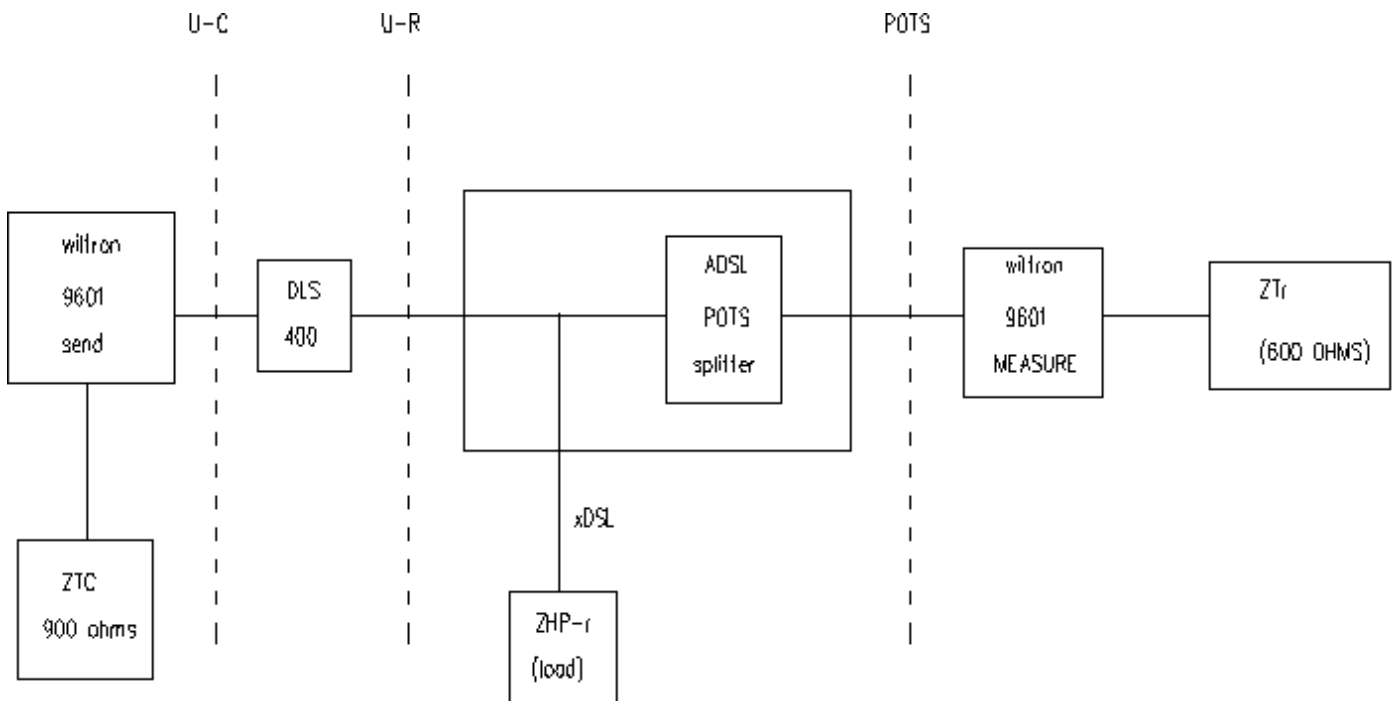 U-C
U-R
POTS
wiltron
9601
send
DLS
400
ADSL
POTS
splitter
wiltron
9601
MEASURE
ZTr
(600 OHMS)
xDSL
ZTC
900 ohms
ZHP-r
(load)